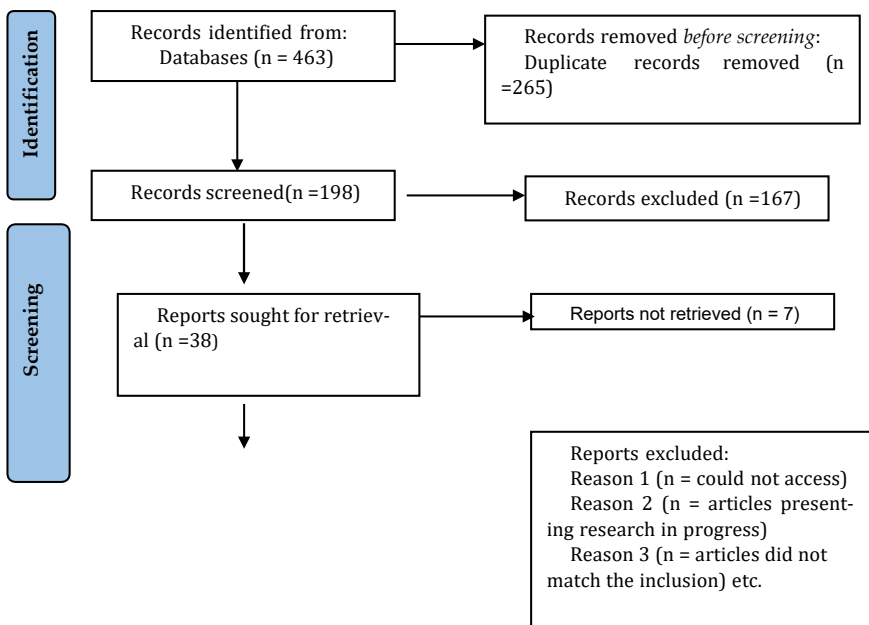 Identification
Records identified from:
Databases (n = 463)
Records removed before screening:
Duplicate records removed (n
=265)
Records screened(n =198)
Records excluded (n =167)
Screening
Reports sought for retriev-
al (n =38)
Reports not retrieved (n = 7)
Reports excluded:
Reason 1 (n = could not access)
Reason 2 (n = articles present-
ing research in progress)
Reason 3 (n = articles did not
match the inclusion) etc.